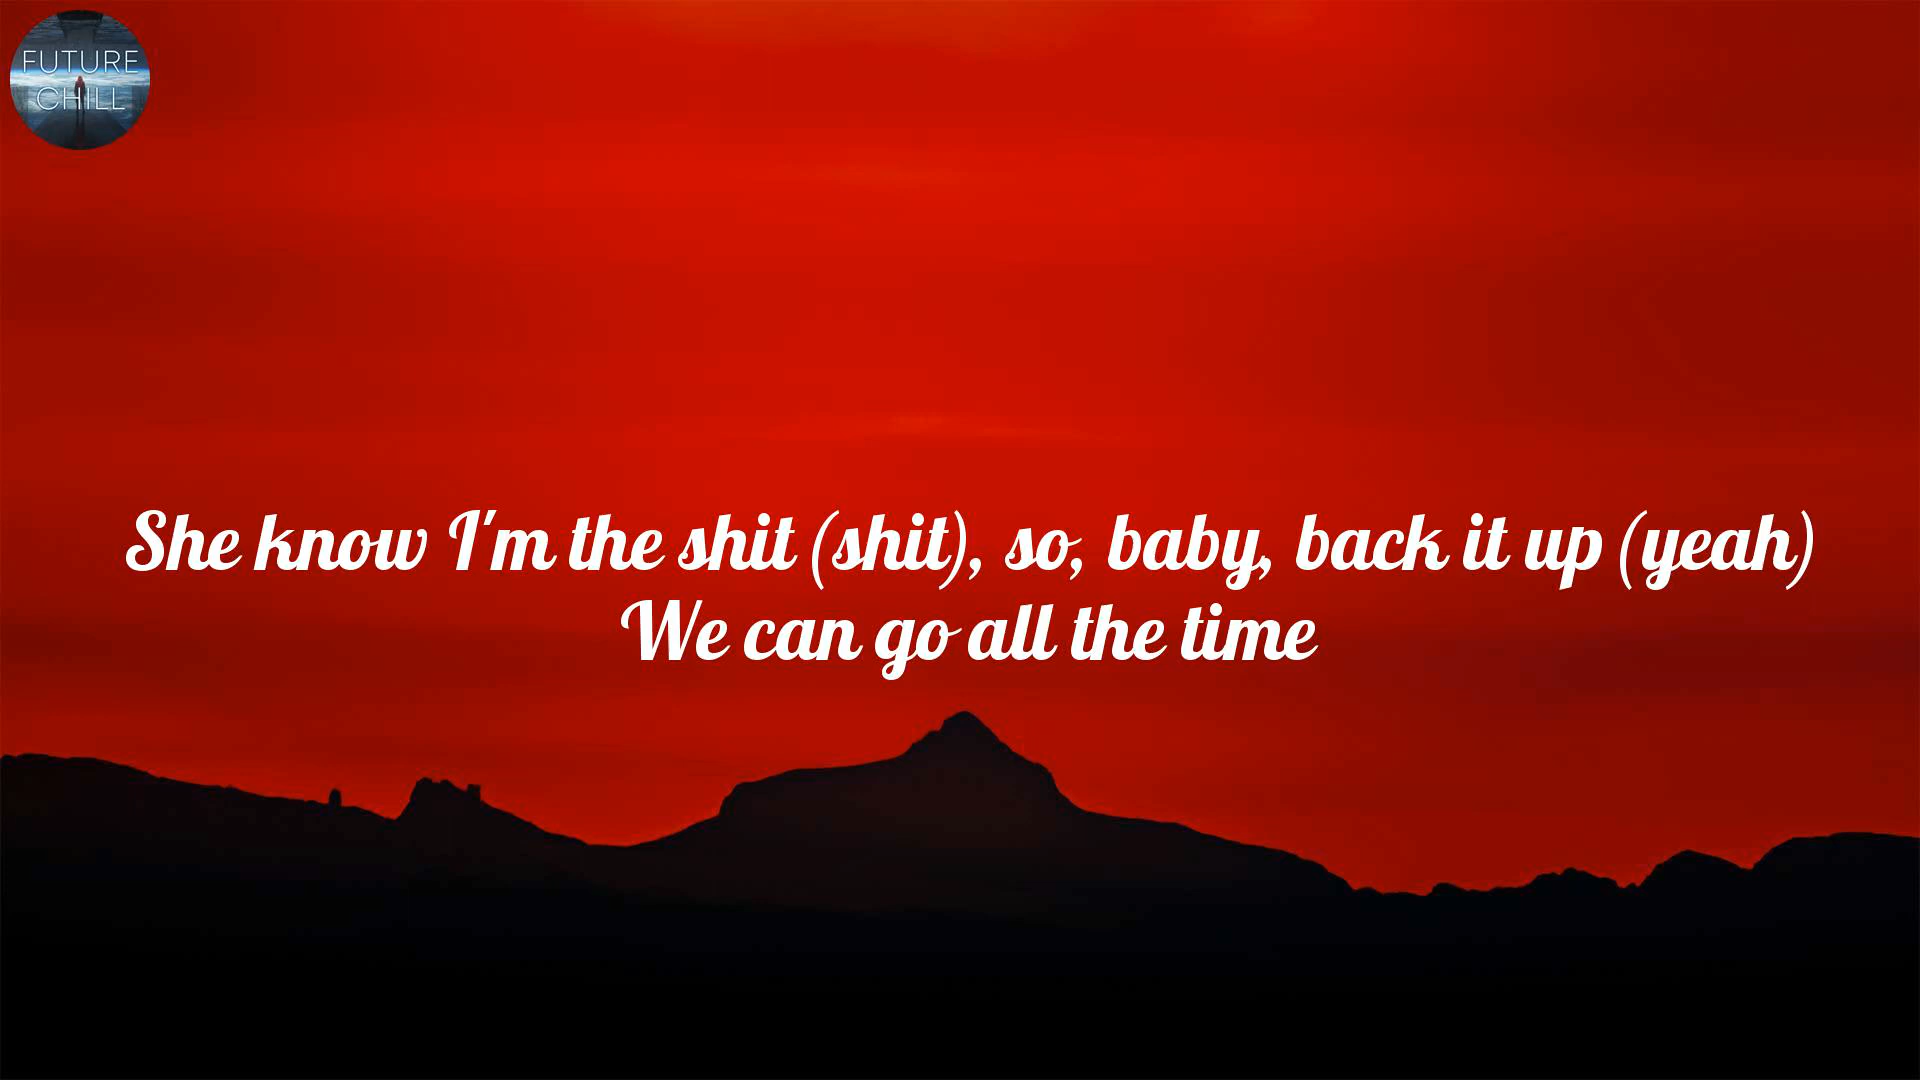 FUTURE
CHILL
She know I'm the shit (shit), so, baby, back it up (yeah)
We can go all the time